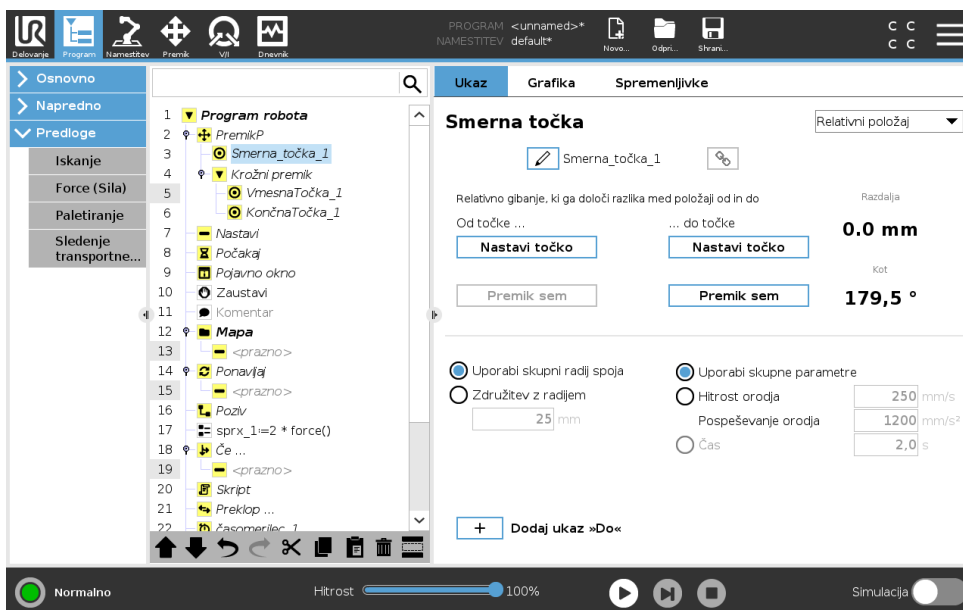 UR
Delovanje
Program
Namestitev
Premik
V/I
Dnevnik
PROGRAM <unnamed>*
NAMESTITEV default*
Novo...
Odpri...
Shrani...
C C
C C
Osnovno
Napredno
Predloge
Iskanje
Force (Sila)
Paletiranje
Sledenje
transportne...
1 Program robota
2 PremikP
3 Smerna_točka_1
4 Krožni premik
5 VmesnaTočka_1
6 KončnaTočka_1
7 Nastavi
8 Počakaj
9 Pojavno okno
10 Zaustavi
11 Komentar
12 Mapa
13 <prazno>
14 Ponavljaj
15 <prazno>
16 Poziv
17 sprx_1≔2 * force()
18 Če ...
19 <prazno>
20 Skript
21 Preklop ...
22 časomerilec_1
Ukaz Grafika Spremenljivke
Smerna točka
Relativni položaj
Smerna_točka_1
Relativno gibanje, ki ga določi razlika med položaji od in do
Razdalja
Od točke ... ... do točke
0.0 mm
Nastavi točko Nastavi točko
Kot
Premik sem Premik sem
179,5 °
Uporabi skupni radij spoja
Združitev z radijem
25 mm
Uporabi skupne parametre
Hitrost orodja 250 mm/s
Pospeševanje orodja 1200 mm/s²
Čas 2,0 s
+ Dodaj ukaz »Do«
Normalno
Hitrost 100%
Simulacija